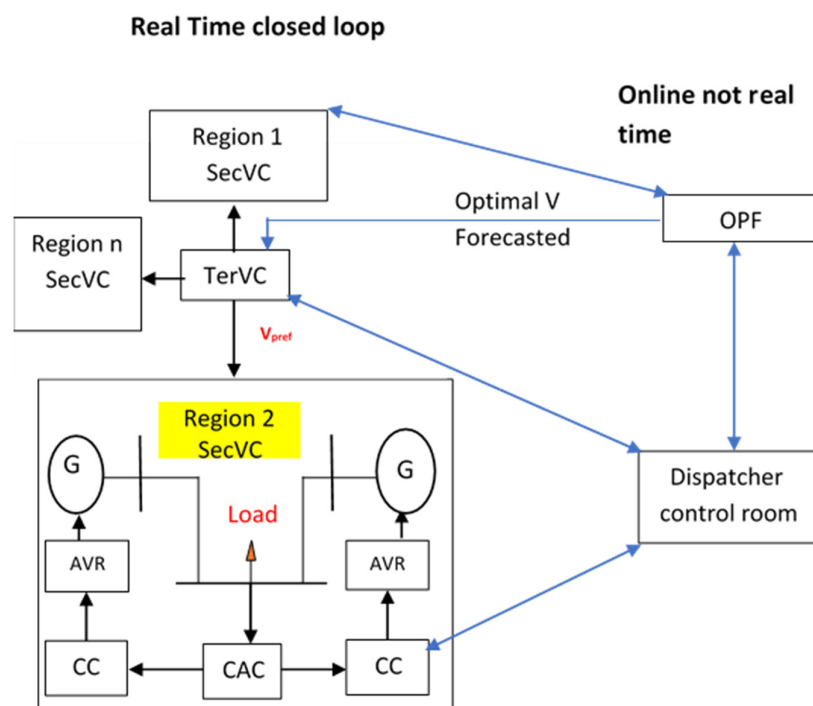 Real Time closed loop
Online not real
time
Region 1
SecVC
Optimal V
Forecasted
OPF
Region n
SecVC
TerVC
Vpref
Region 2
SecVC
G
G
Load
Dispatcher
control room
AVR
AVR
CC
CAC
CC